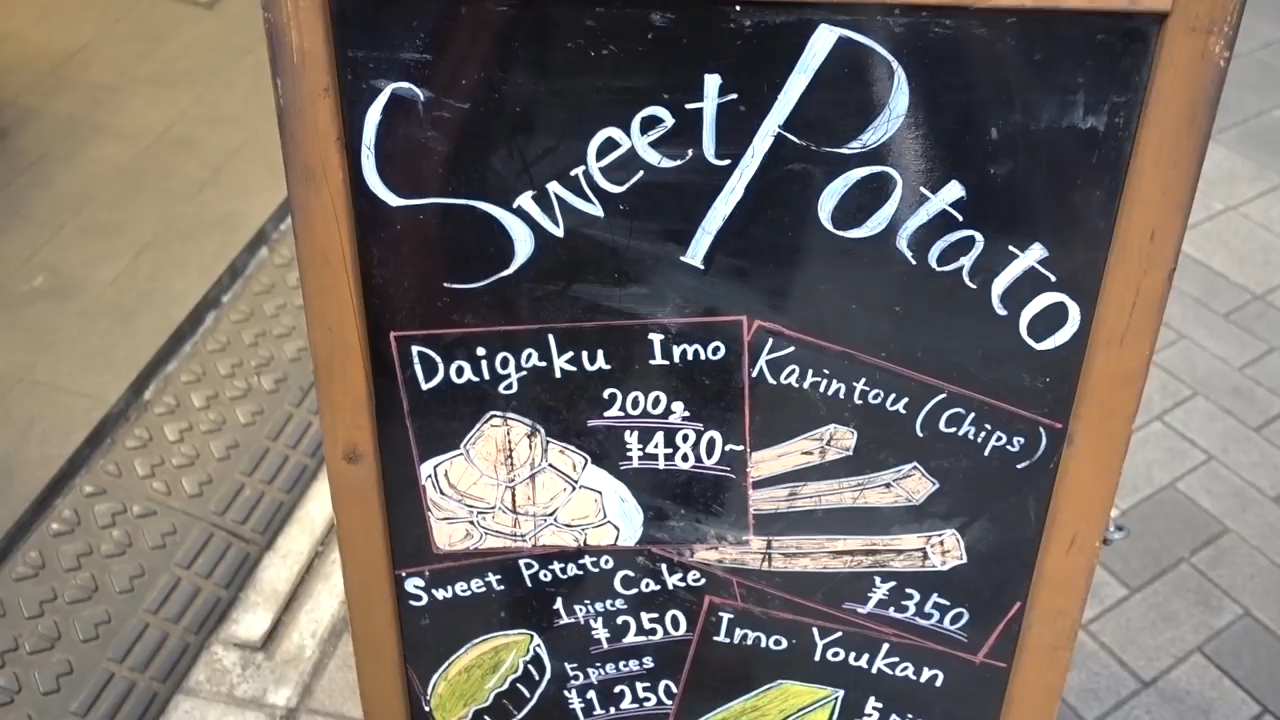 Sweet Potato
Daigaku Imo
200g
¥480~
Karintou (Chips)
¥350
Sweet Potato Cake
1 piece
¥250
5 pieces
¥1,250
Imo Youkan
5